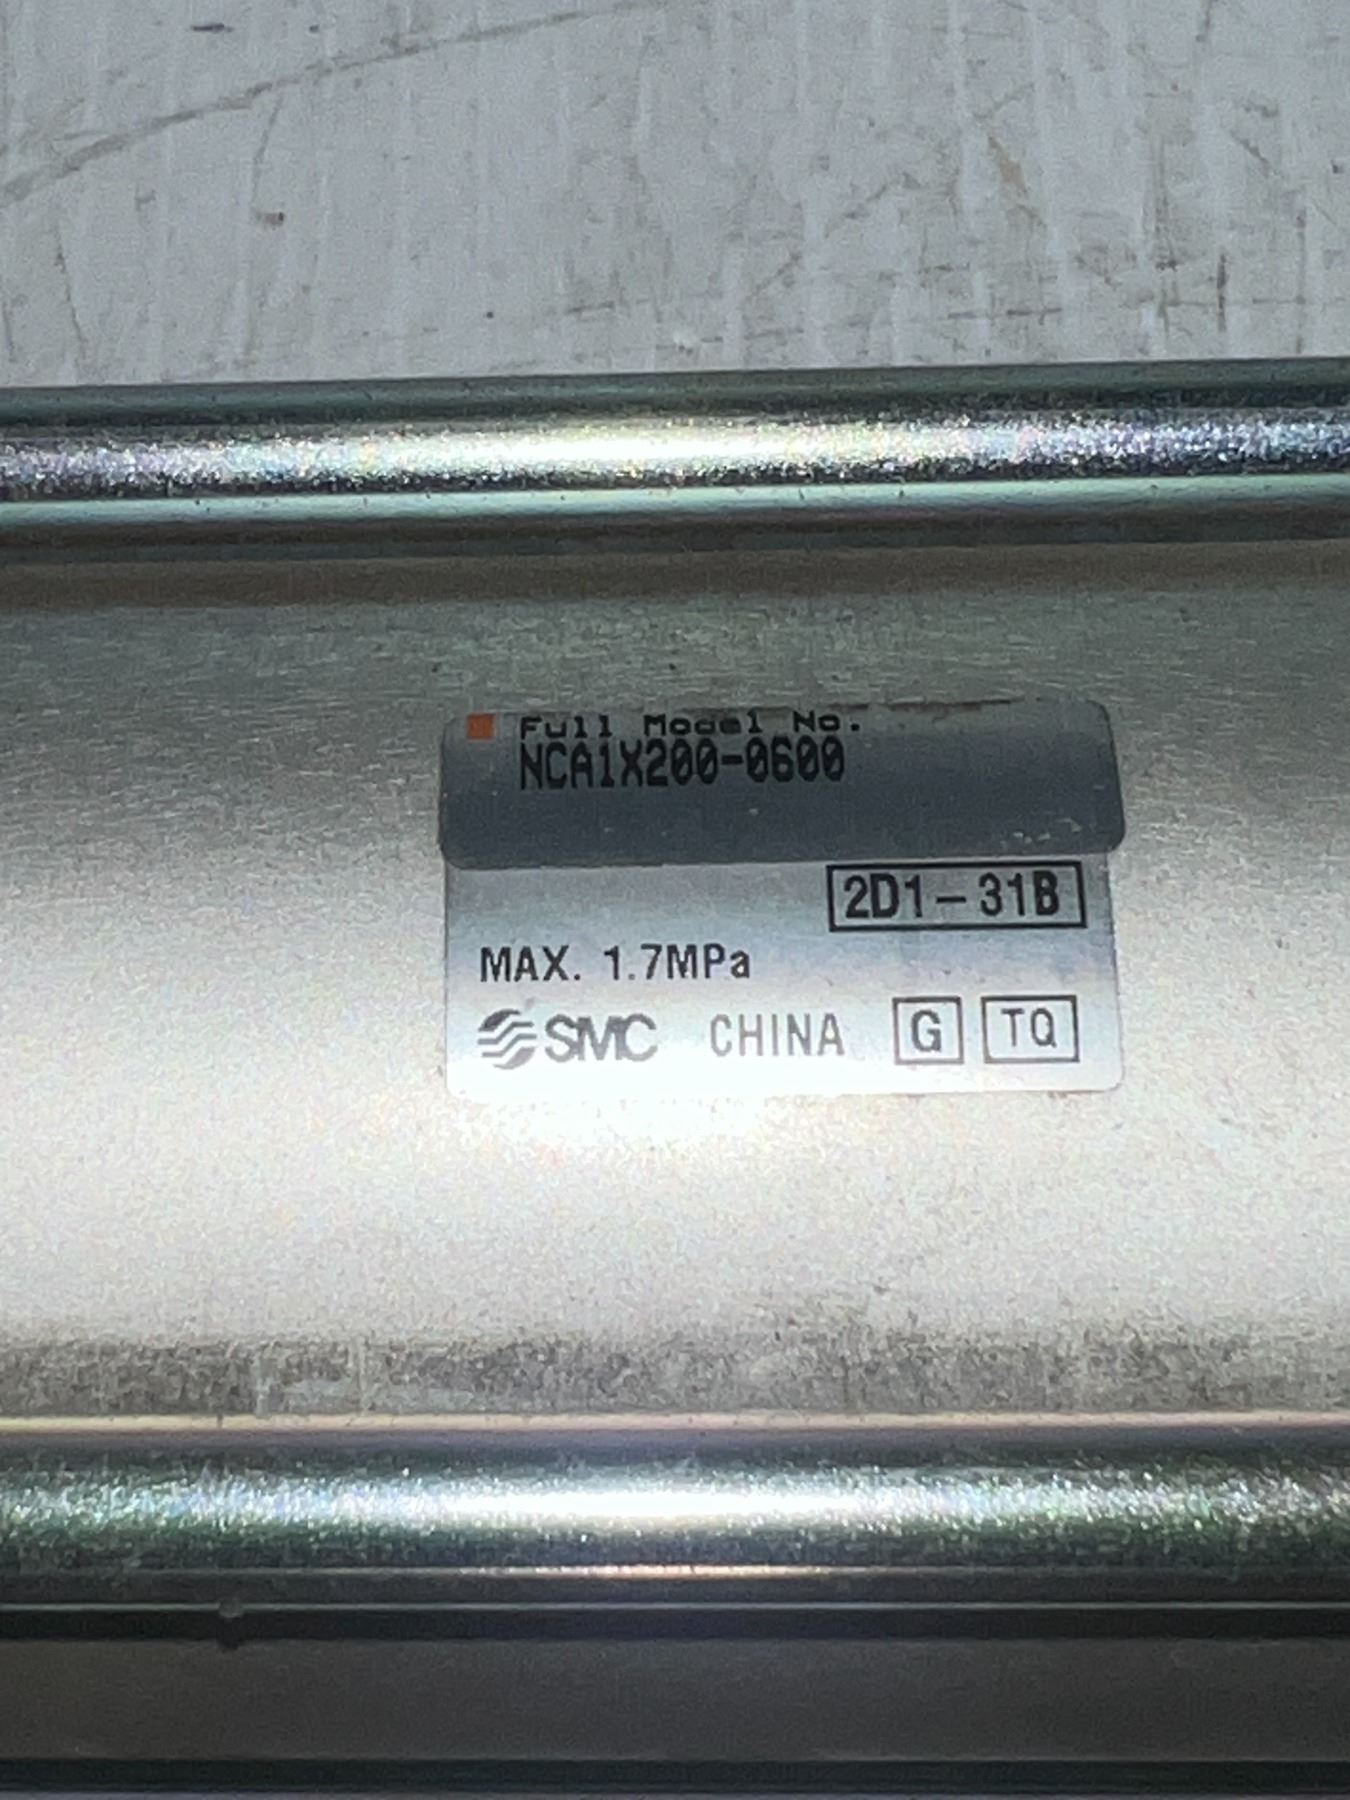 Full Model No.
NCA1X200-0600
2D1-31B
MAX. 1.7MPa
SMC CHINA G TQ